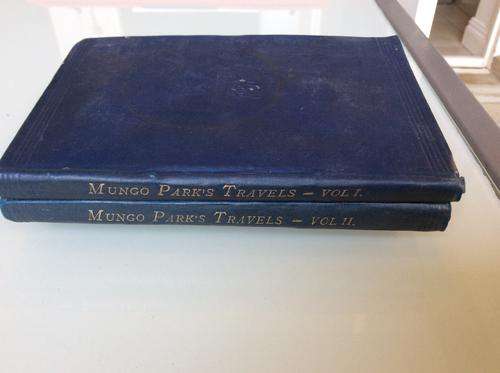 MUNGO PARK'S TRAVELS – VOL I.
MUNGO PARK'S TRAVELS – VOL II.